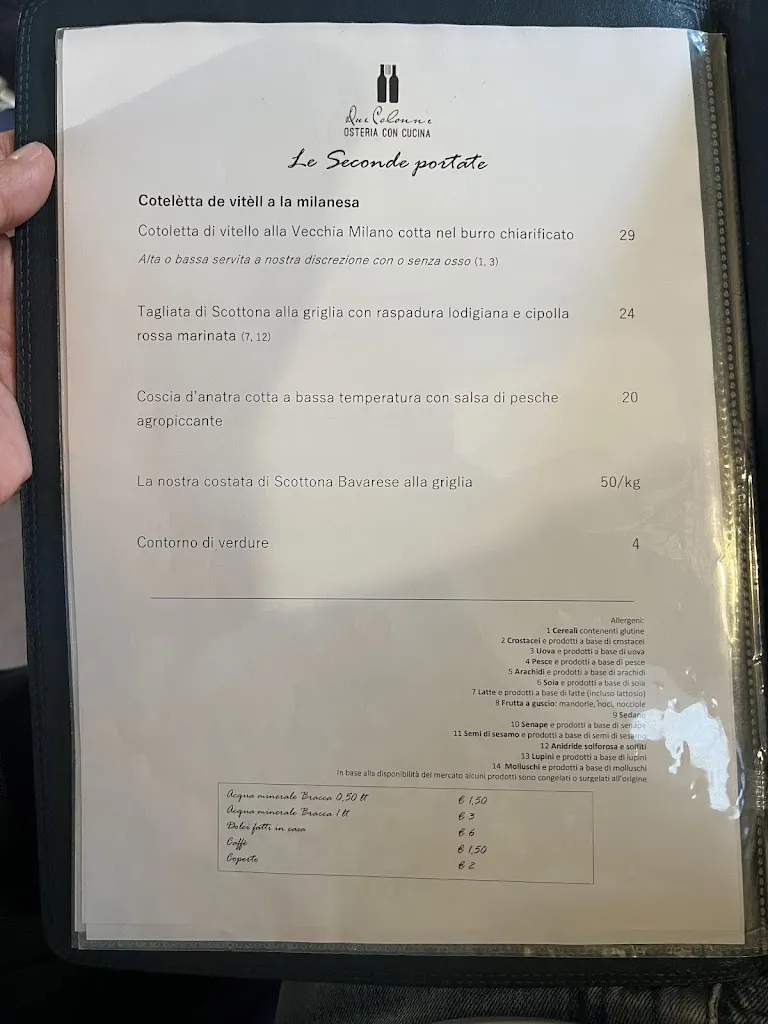 Due Colonne
OSTERIA CON CUCINA
Le Seconde portate
Cotelètta de vitèll a la milanesa
Cotoletta di vitello alla Vecchia Milano cotta nel burro chiarificato 29
Alta o bassa servita a nostra discrezione con o senza osso (1, 3)
Tagliata di Scottona alla griglia con raspadura lodigiana e cipolla 24
rossa marinata (7, 12)
Coscia d'anatra cotta a bassa temperatura con salsa di pesche 20
agropiccante
La nostra costata di Scottona Bavarese alla griglia 50/kg
Contorno di verdure 4
Allergeni:
1 Cereali contenenti glutine
2 Crostacei e prodotti a base di crostacei
3 Uova e prodotti a base di uova
4 Pesce e prodotti a base di pesce
5 Arachidi e prodotti a base di arachidi
6 Soia e prodotti a base di soia
7 Latte e prodotti a base di latte (incluso lattosio)
8 Frutta a guscio: mandorle, noci, nocciole
9 Sedano
10 Senape e prodotti a base di senape
11 Semi di sesamo e prodotti a base di semi di sesamo
12 Anidride solforosa e solfiti
13 Lupini e prodotti a base di lupini
14 Molluschi e prodotti a base di molluschi
In base alla disponibilità del mercato alcuni prodotti sono congelati o surgelati all'origine
Acqua minerale Bracca 0,50 lt € 1,50
Acqua minerale Bracca 1 lt € 3
Dolci fatti in casa € 6
Caffè € 1,50
Coperto € 2